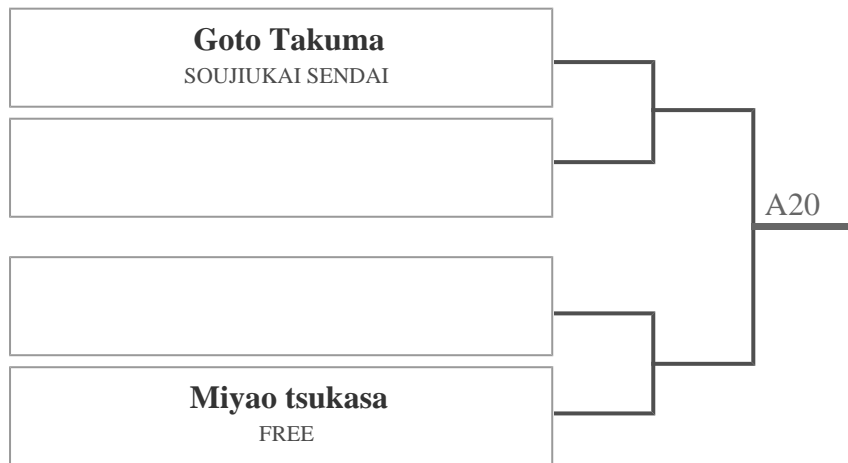 Goto Takuma
SOUJIUKAI SENDAI
A20
Miyao tsukasa
FREE